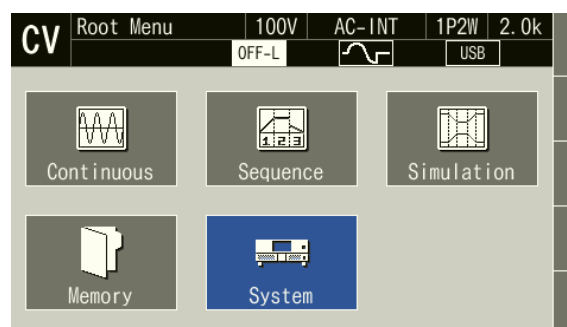 CV Root Menu 100V AC-INT 1P2W 2.0k
OFF-L USB
1 2 3
Continuous Sequence Simulation
Memory System